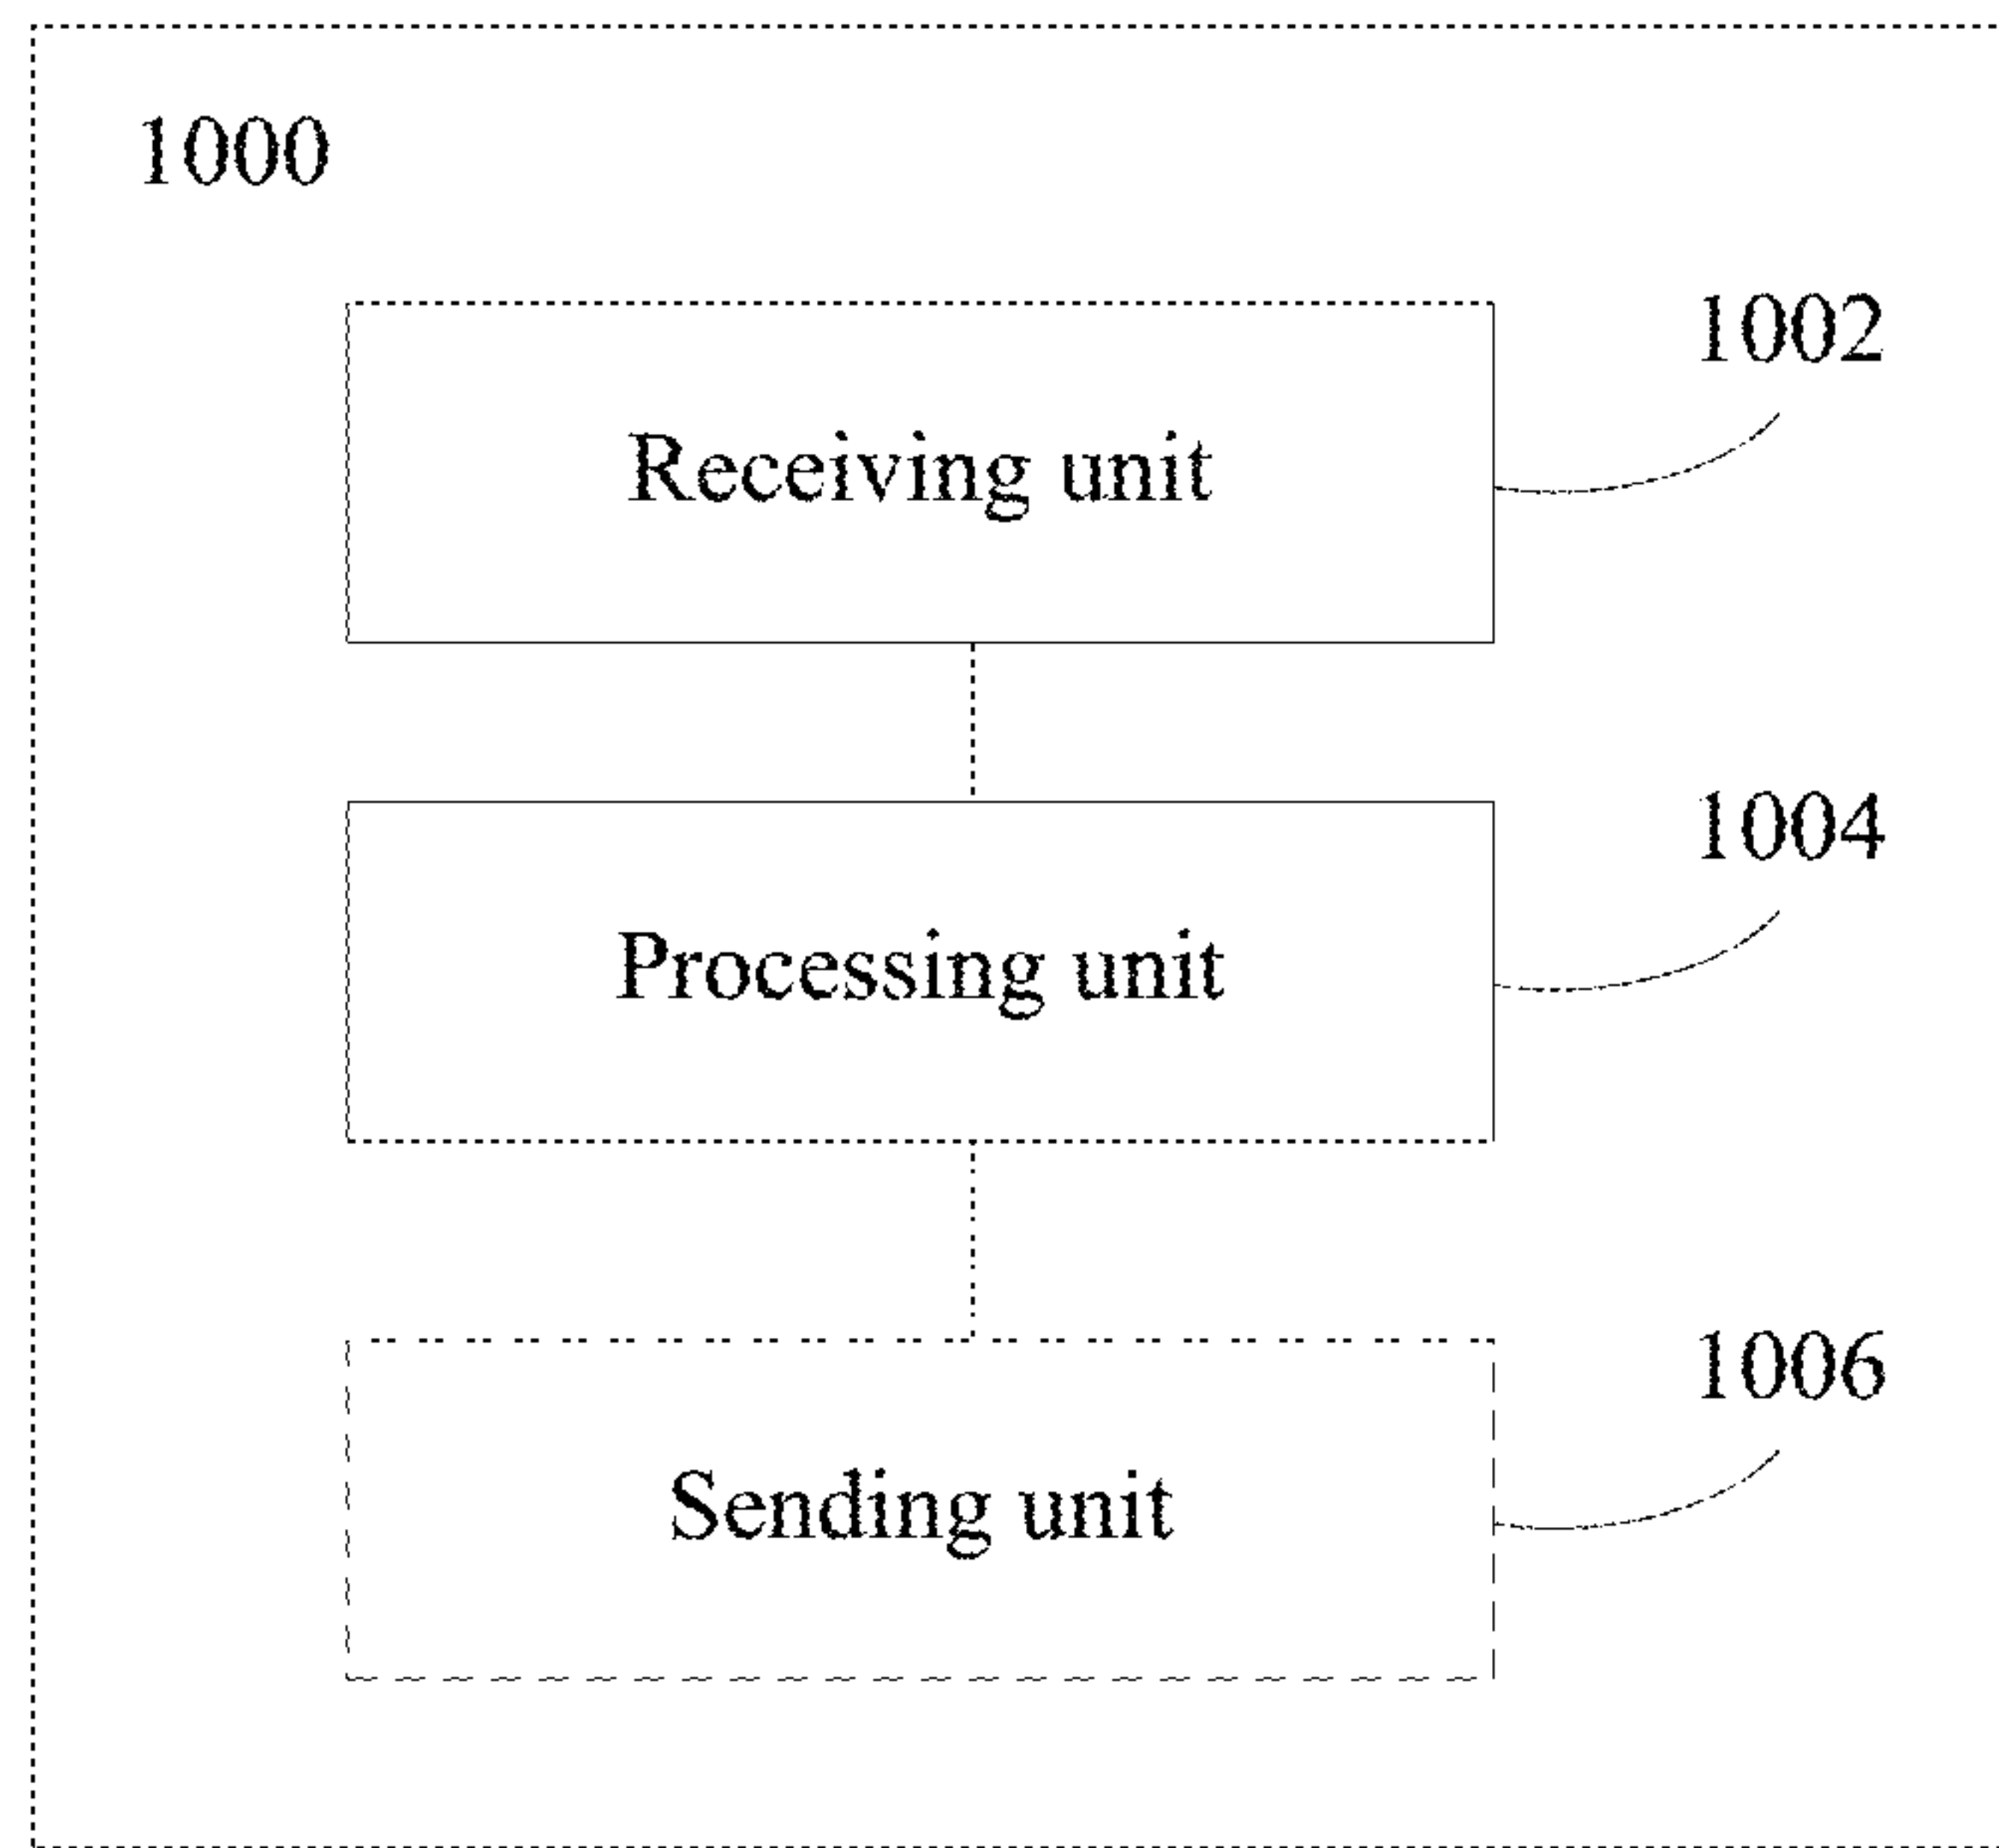 1000
1002
Receiving unit
1004
Processing unit
1006
Sending unit